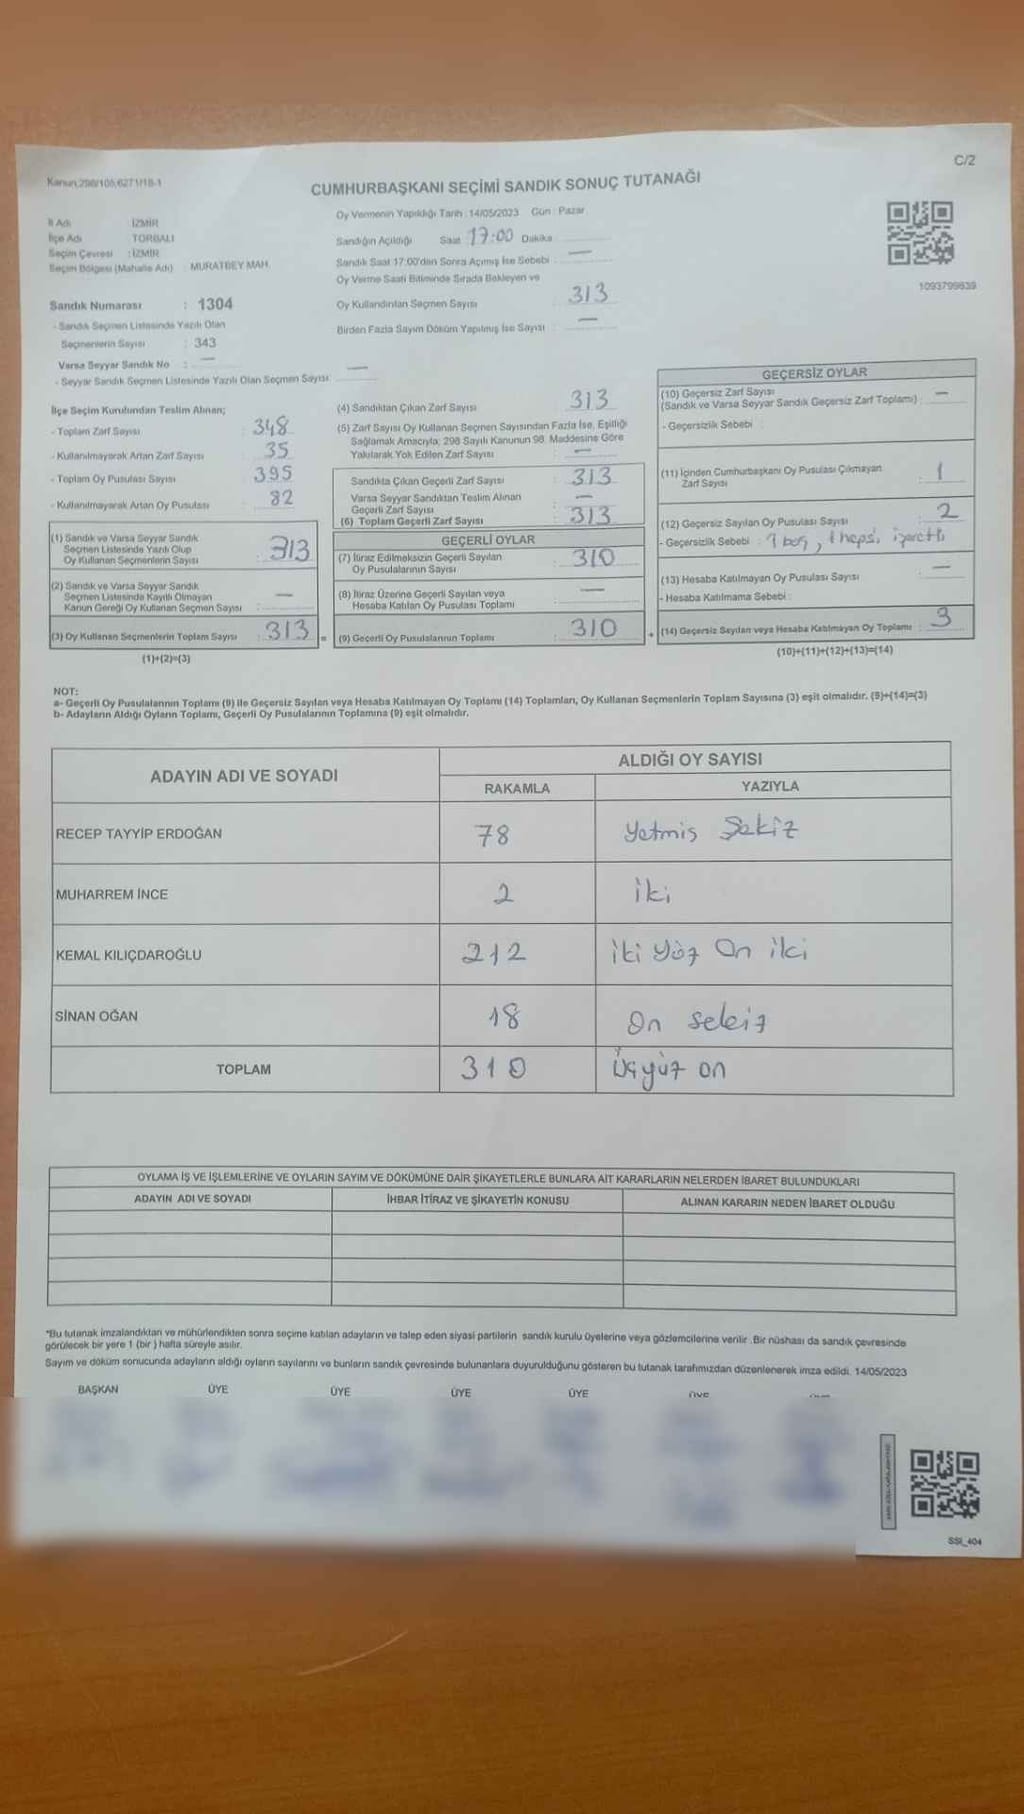 C/2
Kanun;298/105,6271/18-1
CUMHURBAŞKANI SEÇİMİ SANDIK SONUÇ TUTANAĞI
İl Adı İZMİR
İlçe Adı TORBALI
Seçim Çevresi : İZMİR
Seçim Bölgesi (Mahalle Adı) MURATBEY MAH.
Sandık Numarası : 1304
- Sandık Seçmen Listesinde Yazılı Olan
Seçmenlerin Sayısı : 343
Varsa Seyyar Sandık No : —
- Seyyar Sandık Seçmen Listesinde Yazılı Olan Seçmen Sayısı —
Oy Vermenin Yapıldığı Tarih : 14/05/2023 Gün : Pazar
Sandığın Açıldığı Saat : 17:00 Dakika
Sandık Saat 17:00'den Sonra Açmış İse Sebebi : —
Oy Verme Saati Bitiminde Sırada Bekleyen ve
Oy Kullandırılan Seçmen Sayısı 313
Birden Fazla Sayım Döküm Yapılmış İse Sayısı : —
1093799639
İlçe Seçim Kurulundan Teslim Alınan;
- Toplam Zarf Sayısı 348
- Kullanılmayarak Artan Zarf Sayısı 35
- Toplam Oy Pusulası Sayısı 395
- Kullanılmayarak Artan Oy Pusulası 82
(1) Sandık ve Varsa Seyyar Sandık
Seçmen Listesinde Yazılı Olup
Oy Kullanan Seçmenlerin Sayısı : 313
(2) Sandık ve Varsa Seyyar Sandık
Seçmen Listesinde Kayıtlı Olmayan
Kanun Gereği Oy Kullanan Seçmen Sayısı : —
(3) Oy Kullanan Seçmenlerin Toplam Sayısı : 313 =
(1)+(2)=(3)
(4) Sandıktan Çıkan Zarf Sayısı 313
(5) Zarf Sayısı Oy Kullanan Seçmen Sayısından Fazla İse, Eşitliği
Sağlamak Amacıyla; 298 Sayılı Kanunun 98. Maddesine Göre
Yakılarak Yok Edilen Zarf Sayısı : —
Sandıkta Çıkan Geçerli Zarf Sayısı : 313
Varsa Seyyar Sandıktan Teslim Alınan
Geçerli Zarf Sayısı : —
(6) Toplam Geçerli Zarf Sayısı : 313
GEÇERLİ OYLAR
(7) İtiraz Edilmeksizin Geçerli Sayılan
Oy Pusulalarının Sayısı : 310
(8) İtiraz Üzerine Geçerli Sayılan veya
Hesaba Katılan Oy Pusulası Toplamı : —
(9) Geçerli Oy Pusulalarının Toplamı : 310 +
GEÇERSİZ OYLAR
(10) Geçersiz Zarf Sayısı
(Sandık ve Varsa Seyyar Sandık Geçersiz Zarf Toplamı) : —
- Geçersizlik Sebebi :
(11) İçinden Cumhurbaşkanı Oy Pusulası Çıkmayan
Zarf Sayısı : 1
(12) Geçersiz Sayılan Oy Pusulası Sayısı : 2
- Geçersizlik Sebebi : 1 boş, 1 hepsi işaretli
(13) Hesaba Katılmayan Oy Pusulası Sayısı : —
- Hesaba Katılmama Sebebi :
(14) Geçersiz Sayılan veya Hesaba Katılmayan Oy Toplamı : 3
(10)+(11)+(12)+(13)=(14)
NOT:
a- Geçerli Oy Pusulalarının Toplamı (9) ile Geçersiz Sayılan veya Hesaba Katılmayan Oy Toplamı (14) Toplamları, Oy Kullanan Seçmenlerin Toplam Sayısına (3) eşit olmalıdır. (9)+(14)=(3)
b- Adayların Aldığı Oyların Toplamı, Geçerli Oy Pusulalarının Toplamına (9) eşit olmalıdır.
ADAYIN ADI VE SOYADI ALDIĞI OY SAYISI
RAKAMLA YAZIYLA
RECEP TAYYİP ERDOĞAN 78 Yetmis Sekiz
MUHARREM İNCE 2 iki
KEMAL KILIÇDAROĞLU 212 iki Yüz On iki
SİNAN OĞAN 18 On sekiz
TOPLAM 310 Üçyüz on
OYLAMA İŞ VE İŞLEMLERİNE VE OYLARIN SAYIM VE DÖKÜMÜNE DAİR ŞİKAYETLERLE BUNLARA AİT KARARLARIN NELERDEN İBARET BULUNDUKLARI
ADAYIN ADI VE SOYADI İHBAR İTİRAZ VE ŞİKAYETİN KONUSU ALINAN KARARIN NEDEN İBARET OLDUĞU
*Bu tutanak imzalandıktan ve mühürlendikten sonra seçime katılan adayların ve talep eden siyasi partilerin sandık kurulu üyelerine veya gözlemcilerine verilir. Bir nüshası da sandık çevresinde
görülecek bir yere 1 (bir) hafta süreyle asılır.
Sayım ve döküm sonucunda adayların aldığı oyların sayılarını ve bunların sandık çevresinde bulunanlara duyurulduğunu gösteren bu tutanak tarafımızdan düzenlenerek imza edildi. 14/05/2023
BAŞKAN ÜYE ÜYE ÜYE ÜYE ÜYE
SSI_404